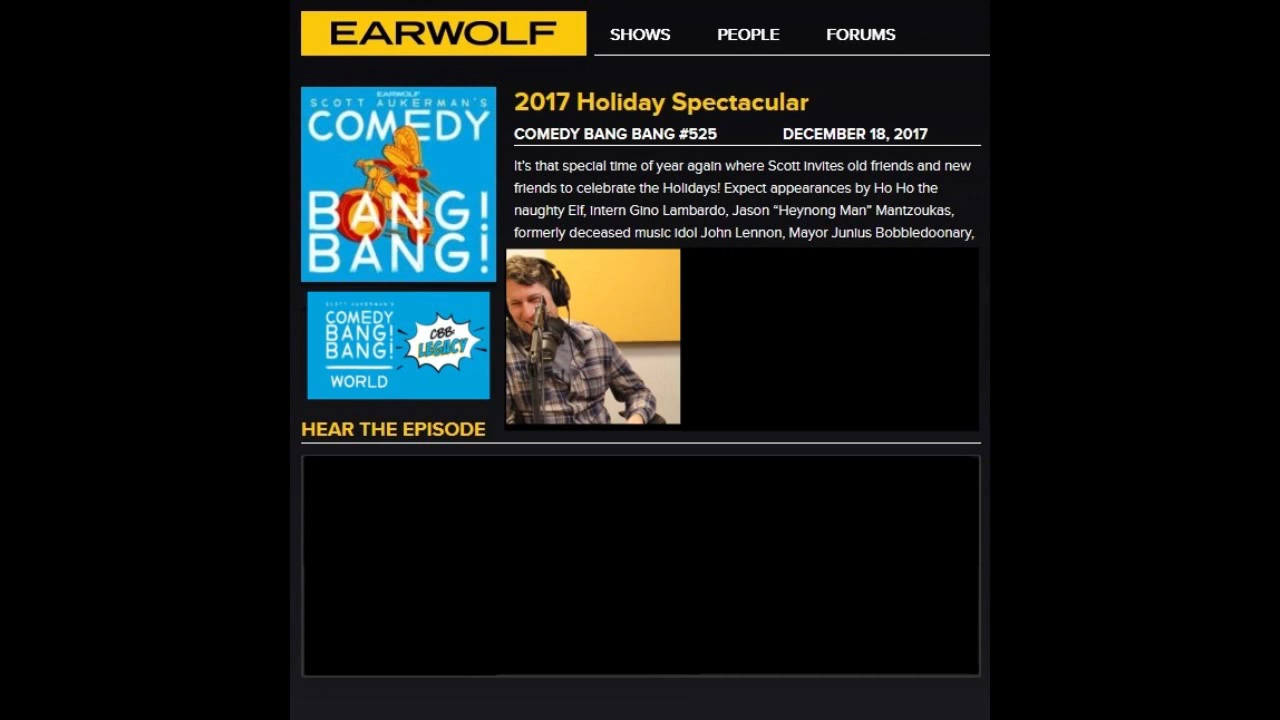 EARWOLF
SHOWS
PEOPLE
FORUMS
EARWOLF
SCOTT AUKERMAN'S
COMEDY
BANG!
BANG!
2017 Holiday Spectacular
COMEDY BANG BANG #525
DECEMBER 18, 2017
It's that special time of year again where Scott invites old friends and new
friends to celebrate the Holidays! Expect appearances by Ho Ho the
naughty Elf, intern Gino Lambardo, Jason “Heynong Man” Mantzoukas,
formerly deceased music idol John Lennon, Mayor Junius Bobbledoonary,
SCOTT AUKERMAN'S
COMEDY
BANG!
BANG!
WORLD
CBB:
LEGACY
HEAR THE EPISODE